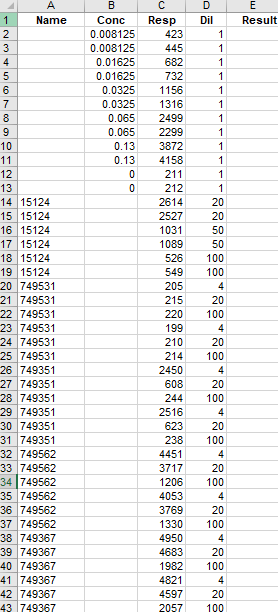 A B C D E
1 Name Conc Resp Dil Result
2 0.008125 423 1
3 0.008125 445 1
4 0.01625 682 1
5 0.01625 732 1
6 0.0325 1156 1
7 0.0325 1316 1
8 0.065 2499 1
9 0.065 2299 1
10 0.13 3872 1
11 0.13 4158 1
12 0 211 1
13 0 212 1
14 15124 2614 20
15 15124 2527 20
16 15124 1031 50
17 15124 1089 50
18 15124 526 100
19 15124 549 100
20 749531 205 4
21 749531 215 20
22 749531 220 100
23 749531 199 4
24 749531 210 20
25 749531 214 100
26 749351 2450 4
27 749351 608 20
28 749351 244 100
29 749351 2516 4
30 749351 623 20
31 749351 238 100
32 749562 4451 4
33 749562 3717 20
34 749562 1206 100
35 749562 4053 4
36 749562 3769 20
37 749562 1330 100
38 749367 4950 4
39 749367 4683 20
40 749367 1982 100
41 749367 4821 4
42 749367 4597 20
43 749367 2057 100